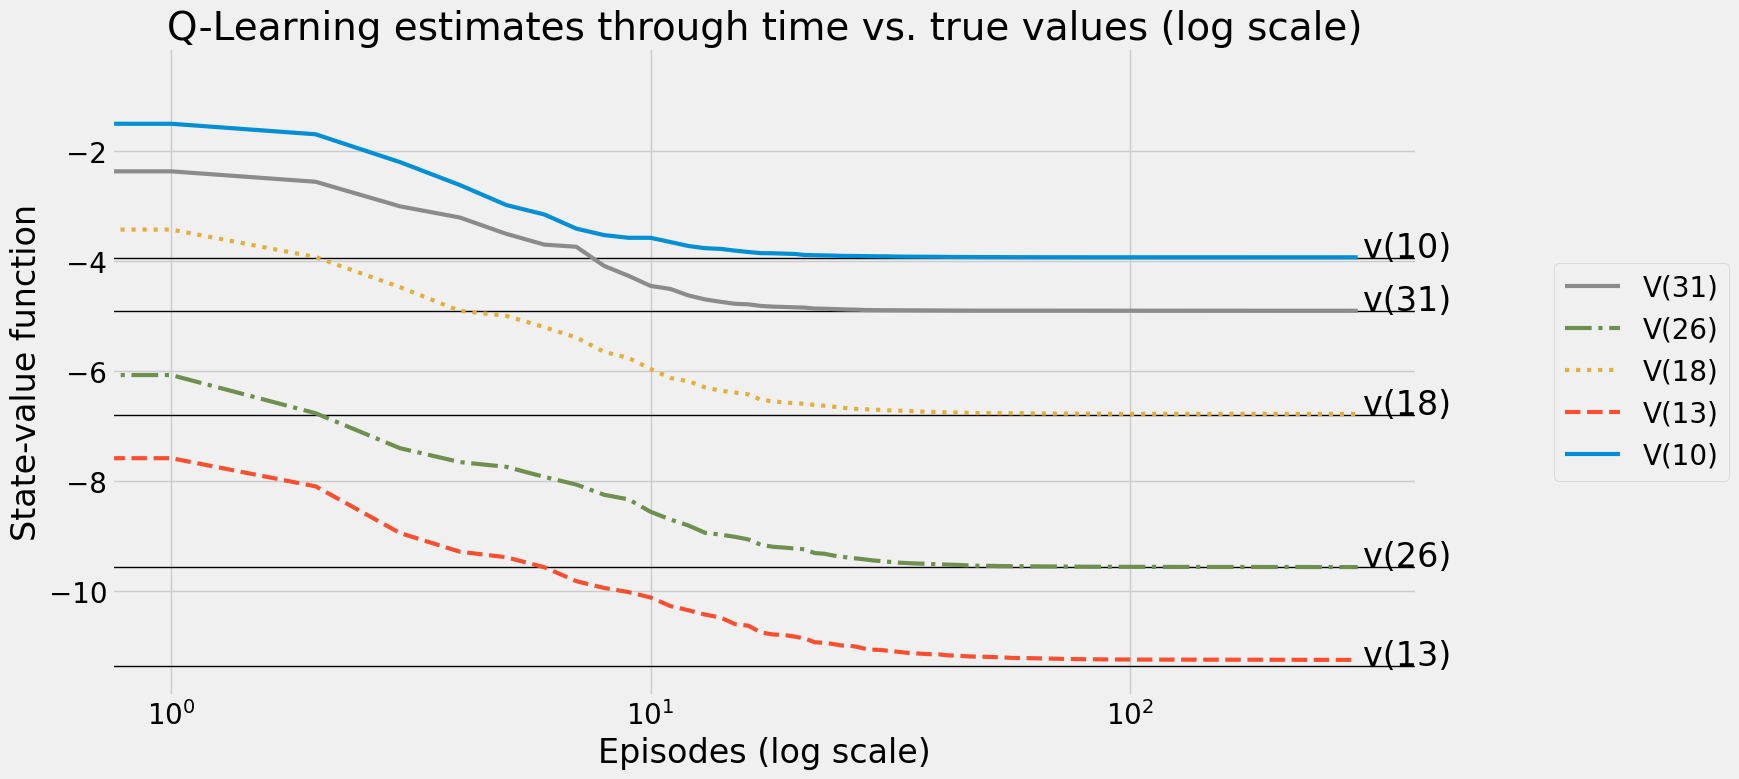 Q-Learning estimates through time vs. true values (log scale)
State-value function
−2
−4
−6
−8
−10
v(10)
v(31)
v(18)
v(26)
v(13)
V(31)
V(26)
V(18)
V(13)
V(10)
10⁰
10¹
10²
Episodes (log scale)